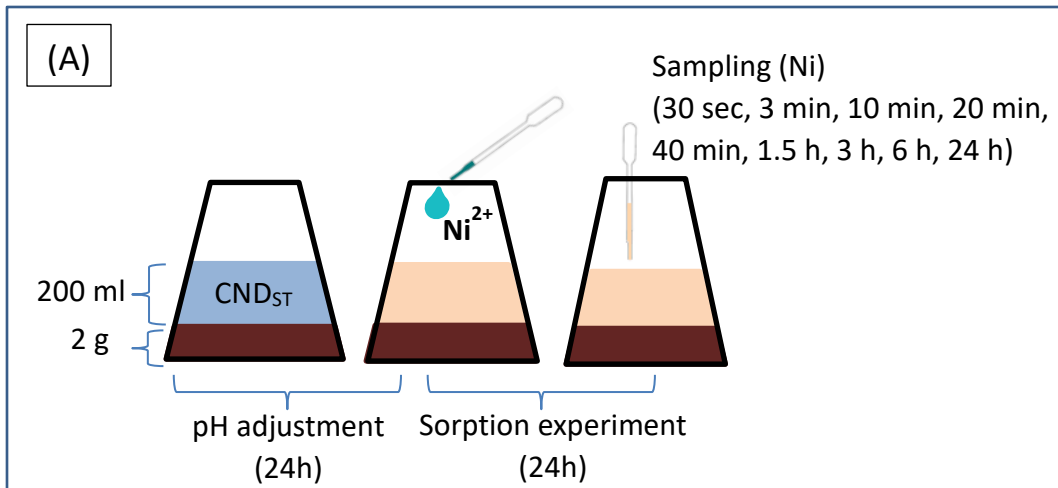 (A)
Sampling (Ni)
(30 sec, 3 min, 10 min, 20 min,
40 min, 1.5 h, 3 h, 6 h, 24 h)
Ni²⁺
200 ml
CND_ST
2 g
pH adjustment
(24h)
Sorption experiment
(24h)